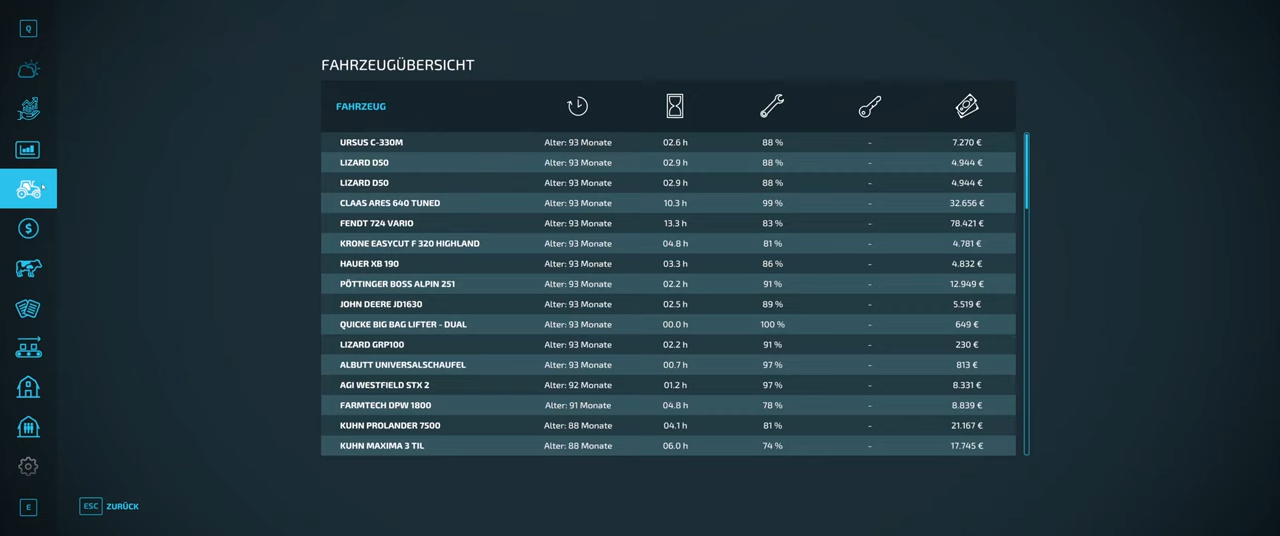 Q
FAHRZEUGÜBERSICHT
FAHRZEUG
URSUS C-330M Alter: 93 Monate 02.6 h 88 % - 7.270 €
LIZARD D50 Alter: 93 Monate 02.9 h 88 % - 4.944 €
LIZARD D50 Alter: 93 Monate 02.9 h 88 % - 4.944 €
CLAAS ARES 640 TUNED Alter: 93 Monate 10.3 h 99 % - 32.656 €
FENDT 724 VARIO Alter: 93 Monate 13.3 h 83 % - 78.421 €
KRONE EASYCUT F 320 HIGHLAND Alter: 93 Monate 04.8 h 81 % - 4.781 €
HAUER XB 190 Alter: 93 Monate 03.3 h 86 % - 4.832 €
PÖTTINGER BOSS ALPIN 251 Alter: 93 Monate 02.2 h 91 % - 12.949 €
JOHN DEERE JD1630 Alter: 93 Monate 02.5 h 89 % - 5.519 €
QUICKE BIG BAG LIFTER - DUAL Alter: 93 Monate 00.0 h 100 % - 649 €
LIZARD GRP100 Alter: 93 Monate 02.2 h 91 % - 230 €
ALBUTT UNIVERSALSCHAUFEL Alter: 93 Monate 00.7 h 97 % - 813 €
AGI WESTFIELD STX 2 Alter: 92 Monate 01.2 h 97 % - 8.331 €
FARMTECH DPW 1800 Alter: 91 Monate 04.8 h 78 % - 8.839 €
KUHN PROLANDER 7500 Alter: 88 Monate 04.1 h 81 % - 21.167 €
KUHN MAXIMA 3 TIL Alter: 88 Monate 06.0 h 74 % - 17.745 €
E
ESC ZURÜCK